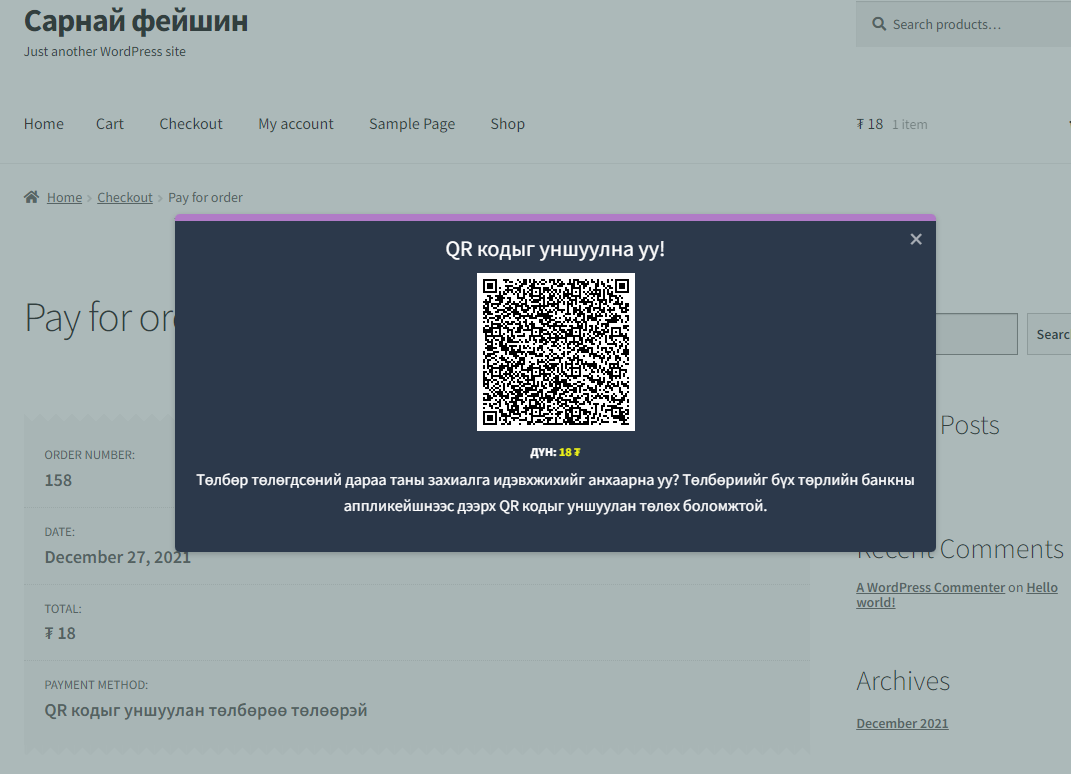 Сарнай фейшин
Just another WordPress site
Search products…
Home Cart Checkout My account Sample Page Shop
₮ 18 1 item
Home › Checkout › Pay for order
QR кодыг уншуулна уу!
×
Pay for or
Searc
ДҮН: 18 ₮
Төлбөр төлөгдсөний дараа таны захиалга идэвхжихийг анхаарна уу? Төлбөрийг бүх төрлийн банкны
аппликейшнээс дээрх QR кодыг уншуулан төлөх боломжтой.
Posts
ORDER NUMBER:
158
DATE:
December 27, 2021
TOTAL:
₮ 18
PAYMENT METHOD:
QR кодыг уншуулан төлбөрөө төлөөрэй
Recent Comments
A WordPress Commenter on Hello
world!
Archives
December 2021